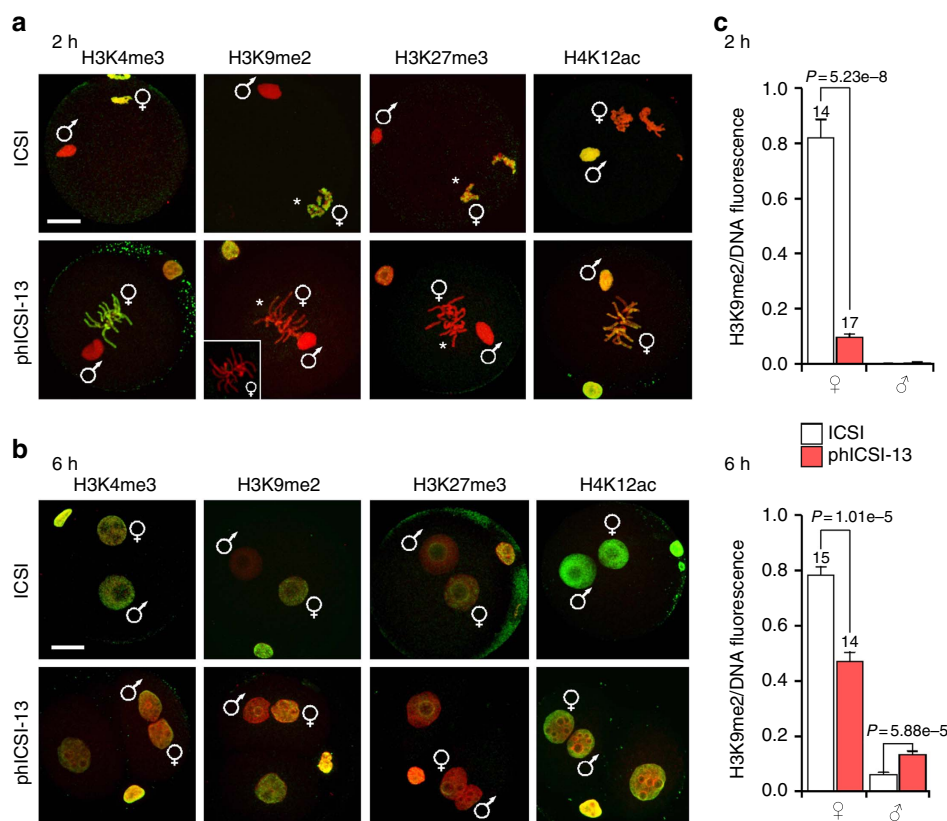 a
2 h
H3K4me3 H3K9me2 H3K27me3 H4K12ac
ICSI
♂ ♀ ♂ * ♀ ♂ * ♀ ♀ ♂
phICSI-13
♀ ♂ * ♀ ♂ ♀ ♀ * ♂ ♂ ♀
b
6 h
H3K4me3 H3K9me2 H3K27me3 H4K12ac
ICSI
♀ ♂ ♂ ♀ ♂ ♀ ♀ ♂
phICSI-13
♂ ♀ ♂ ♀ ♀ ♂ ♀ ♂
c
2 h
P = 5.23e–8
H3K9me2/DNA fluorescence
1.0
0.8
0.6
0.4
0.2
0.0
14
17
♀ ♂
ICSI
phICSI-13
6 h
P = 1.01e–5
H3K9me2/DNA fluorescence
1.0
0.8
0.6
0.4
0.2
0.0
15
14
P = 5.88e–5
♀ ♂